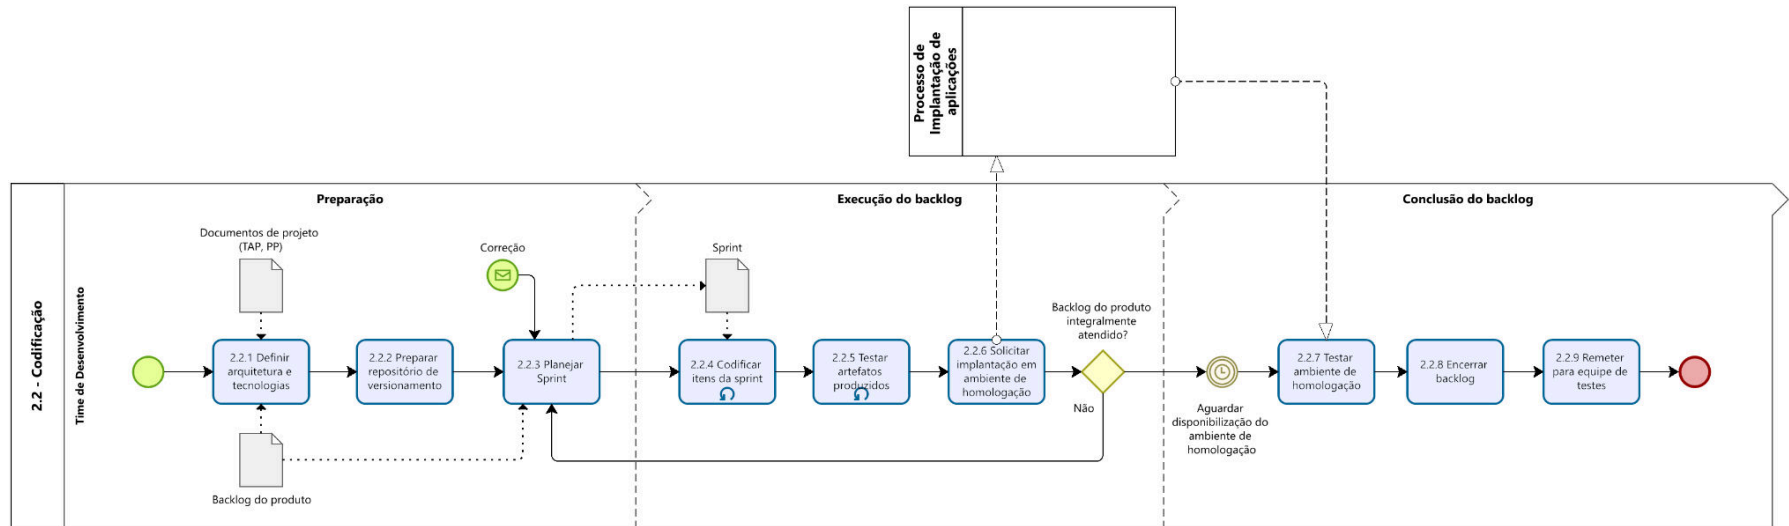 Processo de
Implantação de
aplicações
2.2 - Codificação
Time de Desenvolvimento
Preparação
Execução do backlog
Conclusão do backlog
Documentos de projeto
(TAP, PP)
Correção
Sprint
Backlog do produto
integralmente
atendido?
2.2.1 Definir
arquitetura e
tecnologias
2.2.2 Preparar
repositório de
versionamento
2.2.3 Planejar
Sprint
2.2.4 Codificar
itens da sprint
2.2.5 Testar
artefatos
produzidos
2.2.6 Solicitar
implantação em
ambiente de
homologação
Não
Aguardar
disponibilização do
ambiente de
homologação
2.2.7 Testar
ambiente de
homologação
2.2.8 Encerrar
backlog
2.2.9 Remeter
para equipe de
testes
Backlog do produto